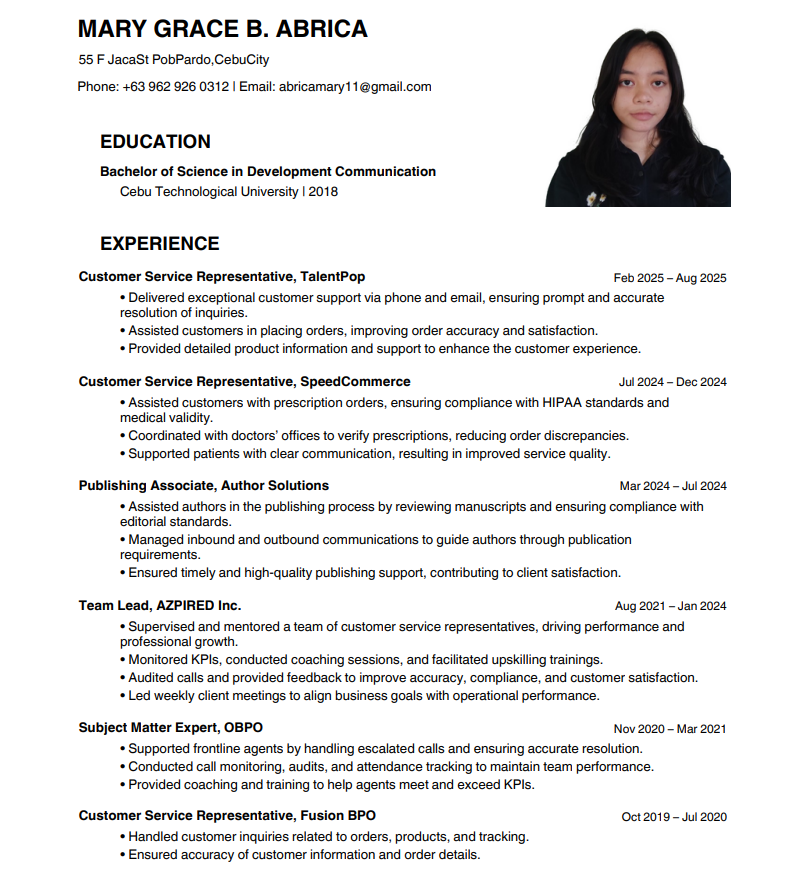 MARY GRACE B. ABRICA
55 F JacaSt PobPardo,CebuCity
Phone: +63 962 926 0312 | Email: abricamary11@gmail.com
EDUCATION
Bachelor of Science in Development Communication
Cebu Technological University | 2018
EXPERIENCE
Customer Service Representative, TalentPop Feb 2025 – Aug 2025
• Delivered exceptional customer support via phone and email, ensuring prompt and accurate
resolution of inquiries.
• Assisted customers in placing orders, improving order accuracy and satisfaction.
• Provided detailed product information and support to enhance the customer experience.
Customer Service Representative, SpeedCommerce Jul 2024 – Dec 2024
• Assisted customers with prescription orders, ensuring compliance with HIPAA standards and
medical validity.
• Coordinated with doctors' offices to verify prescriptions, reducing order discrepancies.
• Supported patients with clear communication, resulting in improved service quality.
Publishing Associate, Author Solutions Mar 2024 – Jul 2024
• Assisted authors in the publishing process by reviewing manuscripts and ensuring compliance with
editorial standards.
• Managed inbound and outbound communications to guide authors through publication
requirements.
• Ensured timely and high-quality publishing support, contributing to client satisfaction.
Team Lead, AZPIRED Inc. Aug 2021 – Jan 2024
• Supervised and mentored a team of customer service representatives, driving performance and
professional growth.
• Monitored KPIs, conducted coaching sessions, and facilitated upskilling trainings.
• Audited calls and provided feedback to improve accuracy, compliance, and customer satisfaction.
• Led weekly client meetings to align business goals with operational performance.
Subject Matter Expert, OBPO Nov 2020 – Mar 2021
• Supported frontline agents by handling escalated calls and ensuring accurate resolution.
• Conducted call monitoring, audits, and attendance tracking to maintain team performance.
• Provided coaching and training to help agents meet and exceed KPIs.
Customer Service Representative, Fusion BPO Oct 2019 – Jul 2020
• Handled customer inquiries related to orders, products, and tracking.
• Ensured accuracy of customer information and order details.